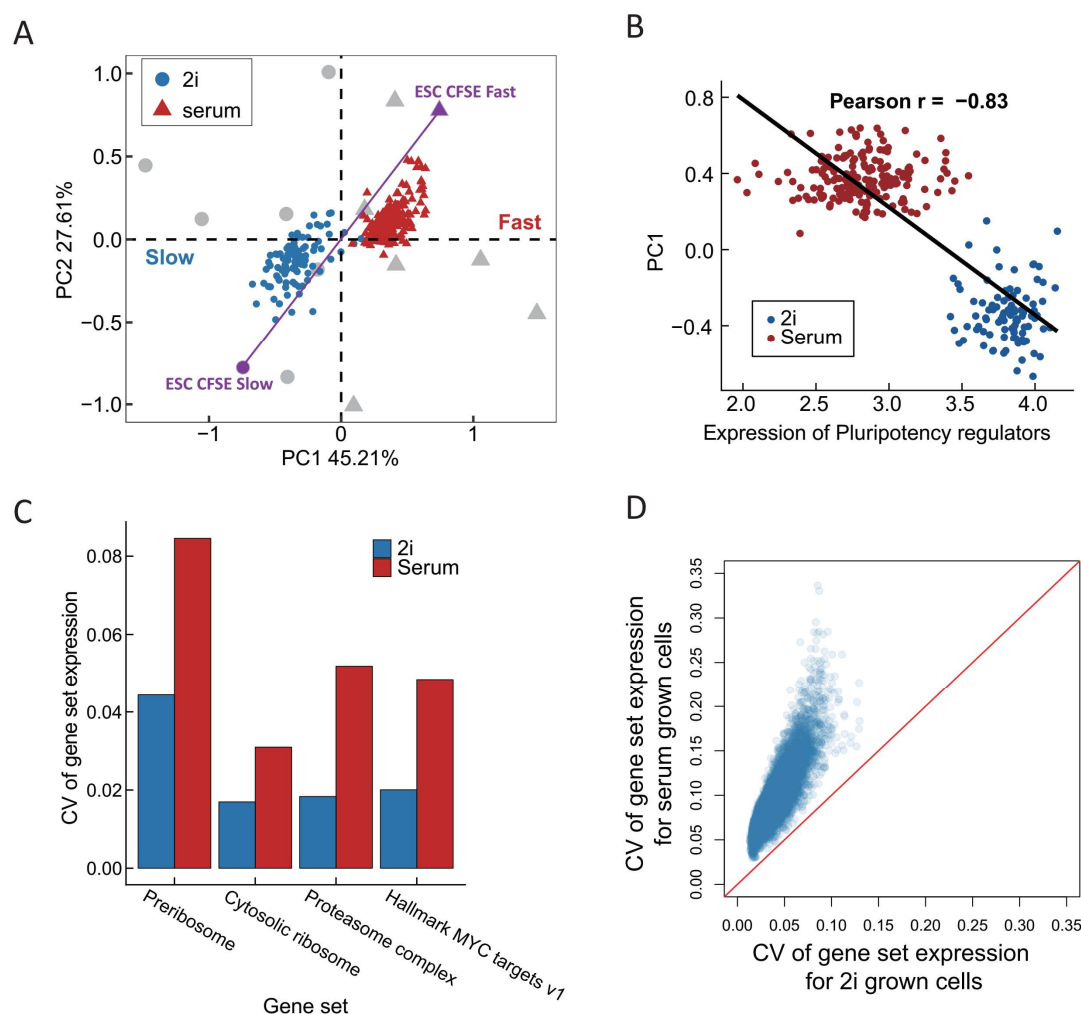 A
2i
serum
ESC CFSE Fast
Fast
Slow
ESC CFSE Slow
1.0
0.5
0.0
−0.5
−1.0
PC2 27.61%
−1
0
1
PC1 45.21%
B
Pearson r = −0.83
0.8
0.4
0.0
−0.4
PC1
2i
Serum
2.0
2.5
3.0
3.5
4.0
Expression of Pluripotency regulators
C
2i
Serum
0.08
0.06
0.04
0.02
0.00
CV of gene set expression
Preribosome
Cytosolic ribosome
Proteasome complex
Hallmark MYC targets v1
Gene set
D
0.35
0.30
0.25
0.20
0.15
0.10
0.05
0.00
CV of gene set expression
for serum grown cells
0.00
0.05
0.10
0.15
0.20
0.25
0.30
0.35
CV of gene set expression
for 2i grown cells